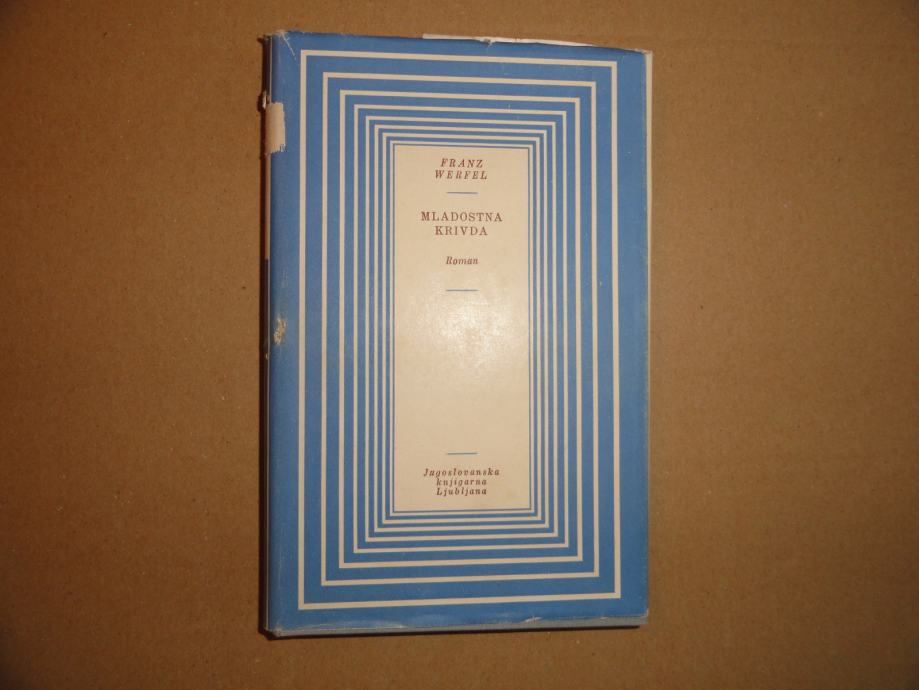 FRANZ
WERFEL
MLADOSTNA
KRIVDA
Roman
Jugoslovanska
knjigarna
Ljubljana